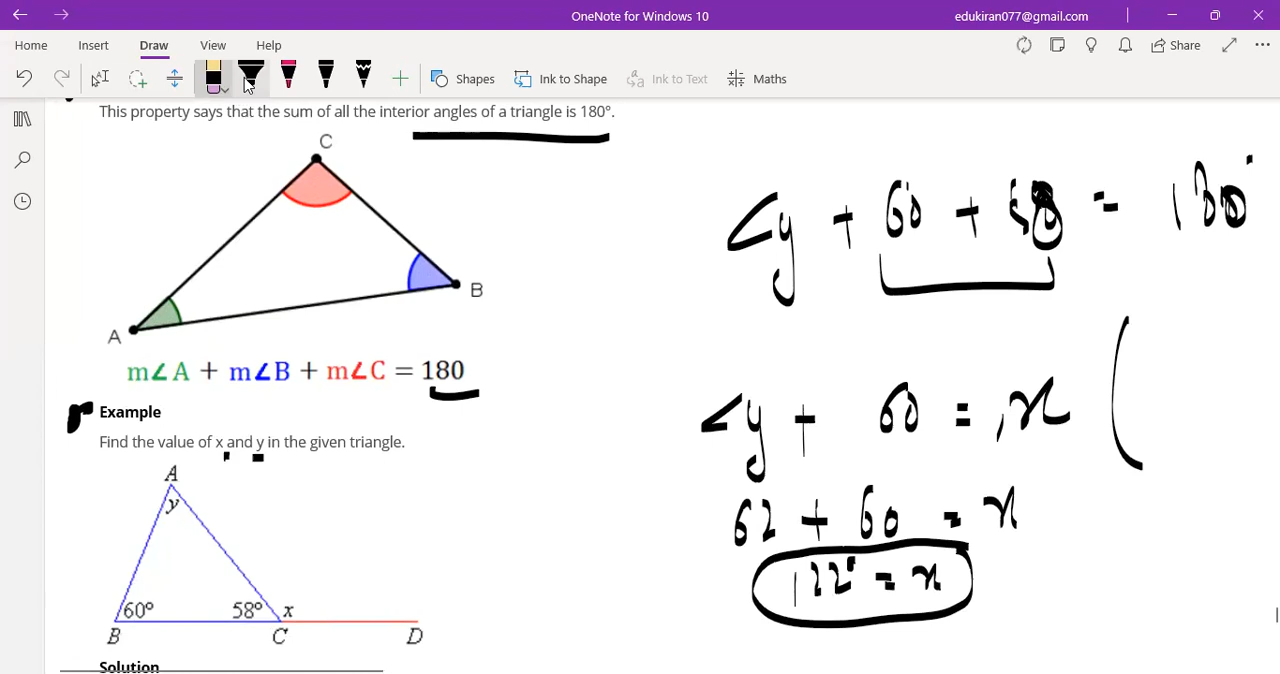 OneNote for Windows 10
edukiran077@gmail.com
Home Insert Draw View Help
Share
Shapes Ink to Shape Ink to Text Maths
This property says that the sum of all the interior angles of a triangle is 180°.
C
B
A
m∠A + m∠B + m∠C = 180
Example
Find the value of x and y in the given triangle.
A
y
60° 58° x
B C D
Solution
∠y + 60 + 58 = 180°
∠y + 60 = x (
62 + 60 = x
122° = x